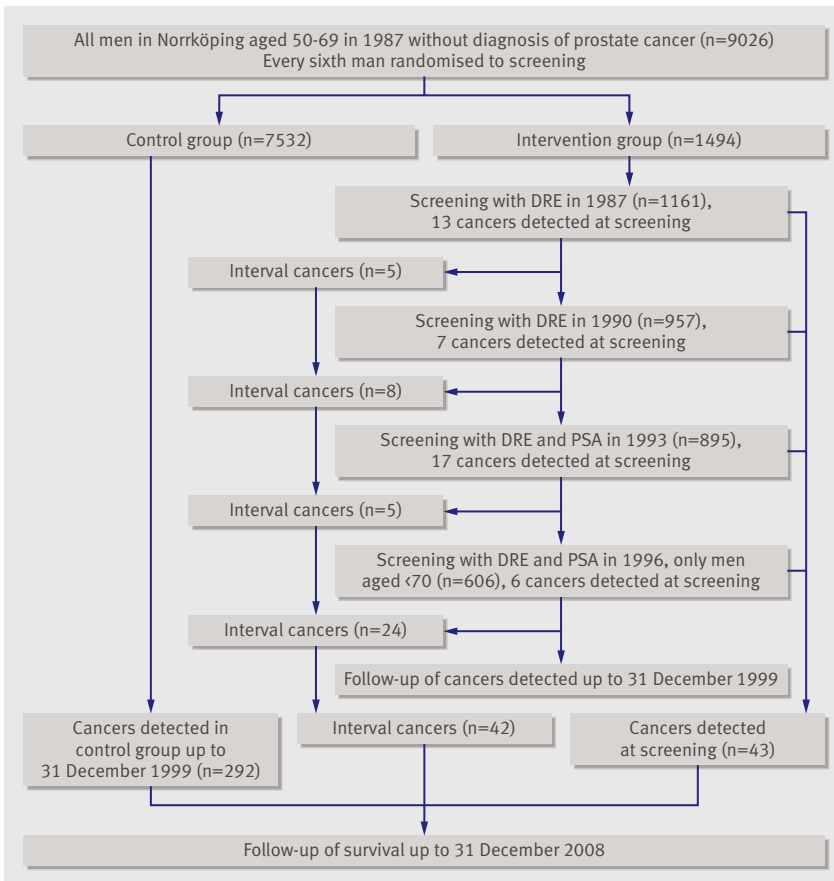 All men in Norrköping aged 50-69 in 1987 without diagnosis of prostate cancer (n=9026)
Every sixth man randomised to screening
Control group (n=7532)
Intervention group (n=1494)
Screening with DRE in 1987 (n=1161),
13 cancers detected at screening
Interval cancers (n=5)
Screening with DRE in 1990 (n=957),
7 cancers detected at screening
Interval cancers (n=8)
Screening with DRE and PSA in 1993 (n=895),
17 cancers detected at screening
Interval cancers (n=5)
Screening with DRE and PSA in 1996, only men
aged <70 (n=606), 6 cancers detected at screening
Interval cancers (n=24)
Follow-up of cancers detected up to 31 December 1999
Cancers detected in
control group up to
31 December 1999 (n=292)
Interval cancers (n=42)
Cancers detected
at screening (n=43)
Follow-up of survival up to 31 December 2008